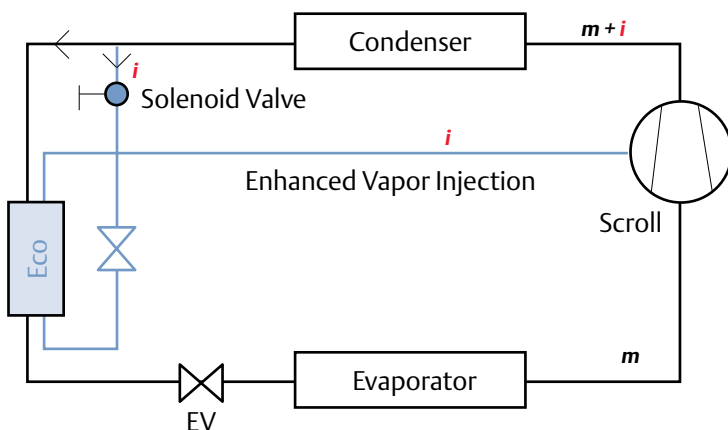 Condenser
m + i
i
Solenoid Valve
i
Enhanced Vapor Injection
Scroll
Eco
m
Evaporator
EV